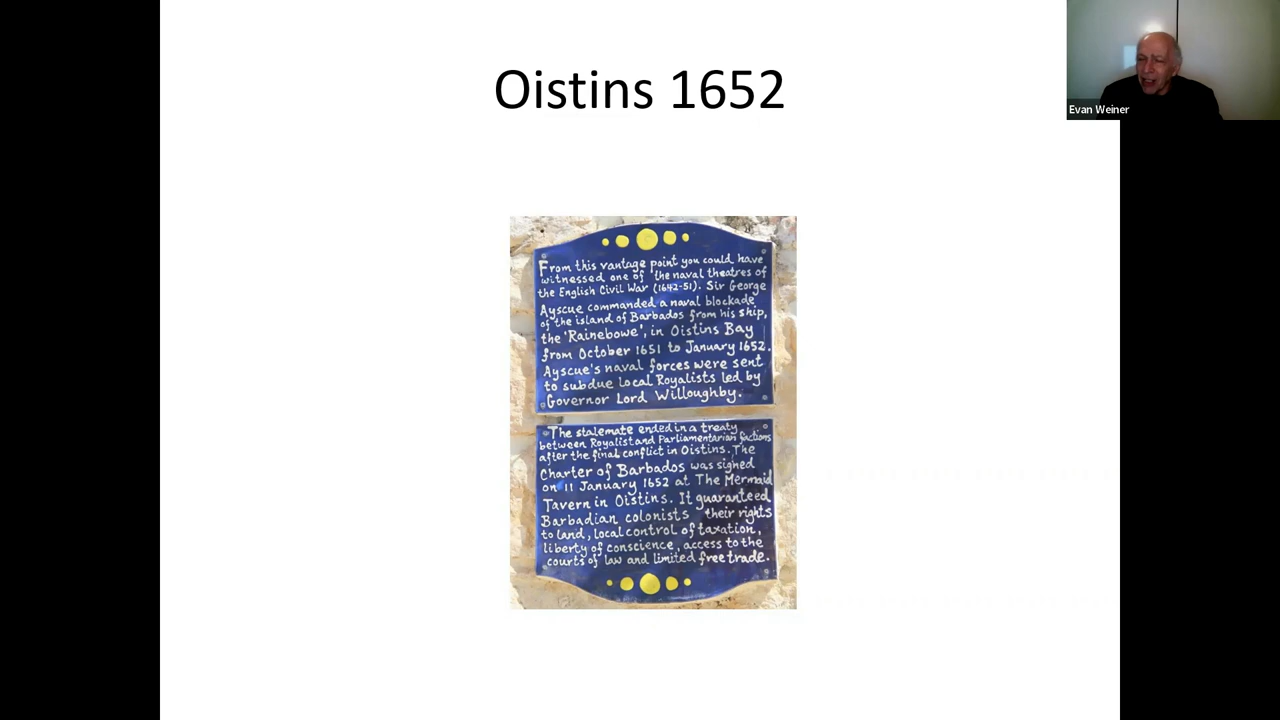 Oistins 1652
Evan Weiner
From this vantage point you could have
witnessed one of the naval theatres of
the English Civil War (1642-51). Sir George
Ayscue commanded a naval blockade
of the island of Barbados from his ship,
the 'Rainebowe', in Oistins Bay
from October 1651 to January 1652.
Ayscue's naval forces were sent
to subdue local Royalists led by
Governor Lord Willoughby.
The stalemate ended in a treaty
between Royalist and Parliamentarian factions
after the final conflict in Oistins. The
Charter of Barbados was signed
on 11 January 1652 at The Mermaid
Tavern in Oistins. It guaranteed
Barbadian colonists their rights
to land, local control of taxation,
liberty of conscience, access to the
courts of law and limited free trade.